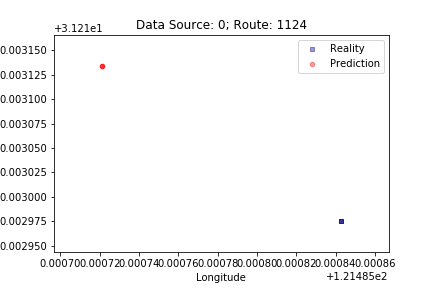 Data Source: 0; Route: 1124
+3.121e1
Reality
Prediction
0.003150
0.003125
0.003100
0.003075
0.003050
0.003025
0.003000
0.002975
0.002950
0.00070 0.00072 0.00074 0.00076 0.00078 0.00080 0.00082 0.00084 0.00086
Longitude
+1.21485e2